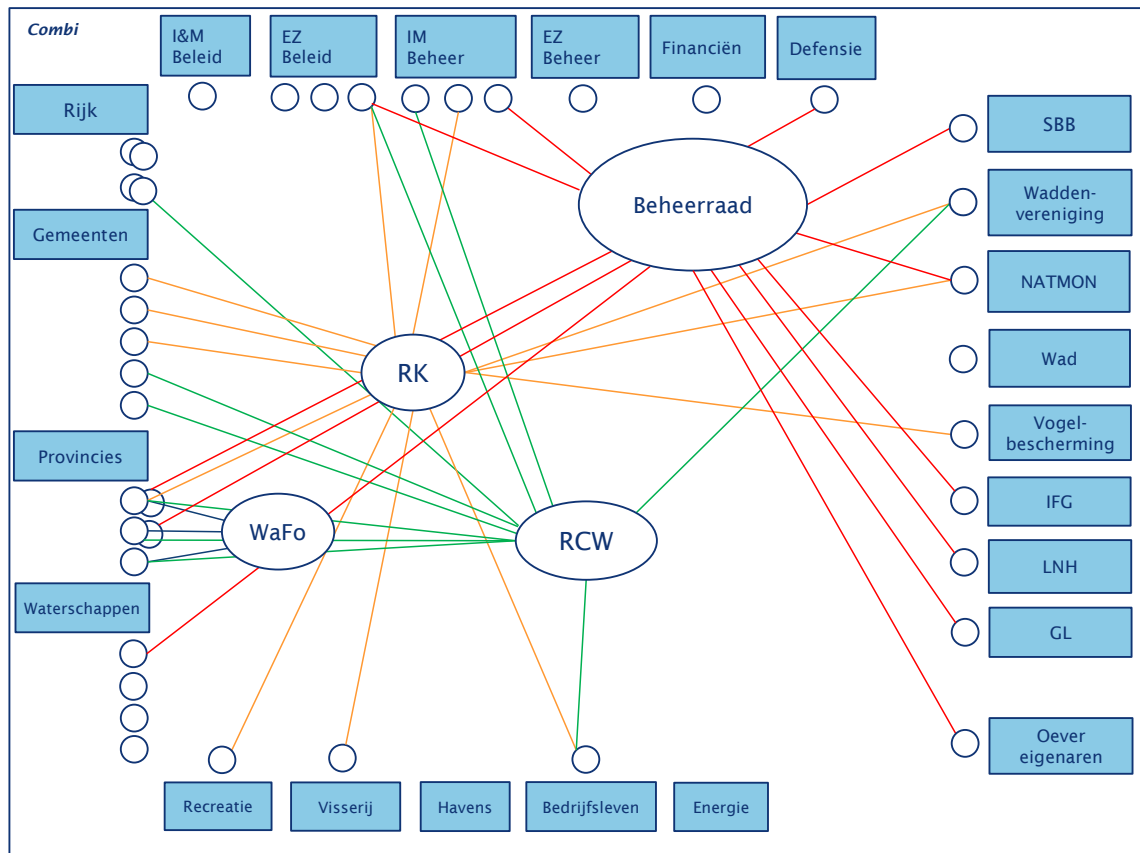 Combi
I&M
Beleid
EZ
Beleid
IM
Beheer
EZ
Beheer
Financiën
Defensie
Rijk
Gemeenten
Provincies
Waterschappen
Beheerraad
RK
WaFo
RCW
SBB
Wadden-
vereniging
NATMON
Wad
Vogel-
bescherming
IFG
LNH
GL
Oever
eigenaren
Recreatie
Visserij
Havens
Bedrijfsleven
Energie